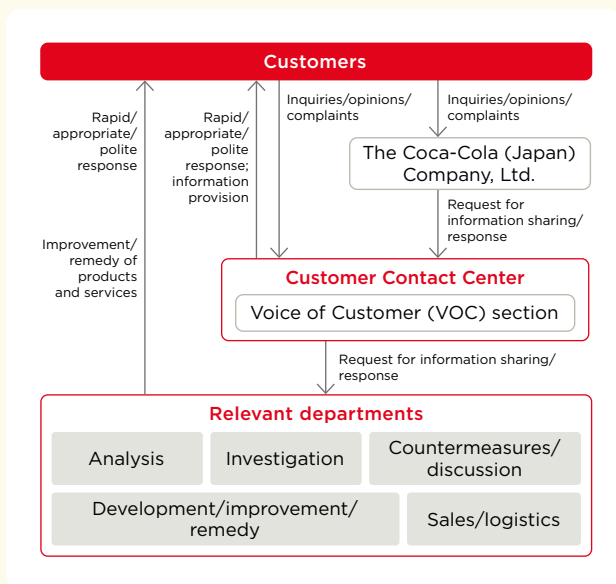 Customers
Rapid/
appropriate/
polite
response
Rapid/
appropriate/
polite
response;
information
provision
Inquiries/opinions/
complaints
Inquiries/opinions/
complaints
The Coca-Cola (Japan)
Company, Ltd.
Request for
information sharing/
response
Improvement/
remedy of
products
and services
Customer Contact Center
Voice of Customer (VOC) section
Request for information sharing/
response
Relevant departments
Analysis
Investigation
Countermeasures/
discussion
Development/improvement/
remedy
Sales/logistics